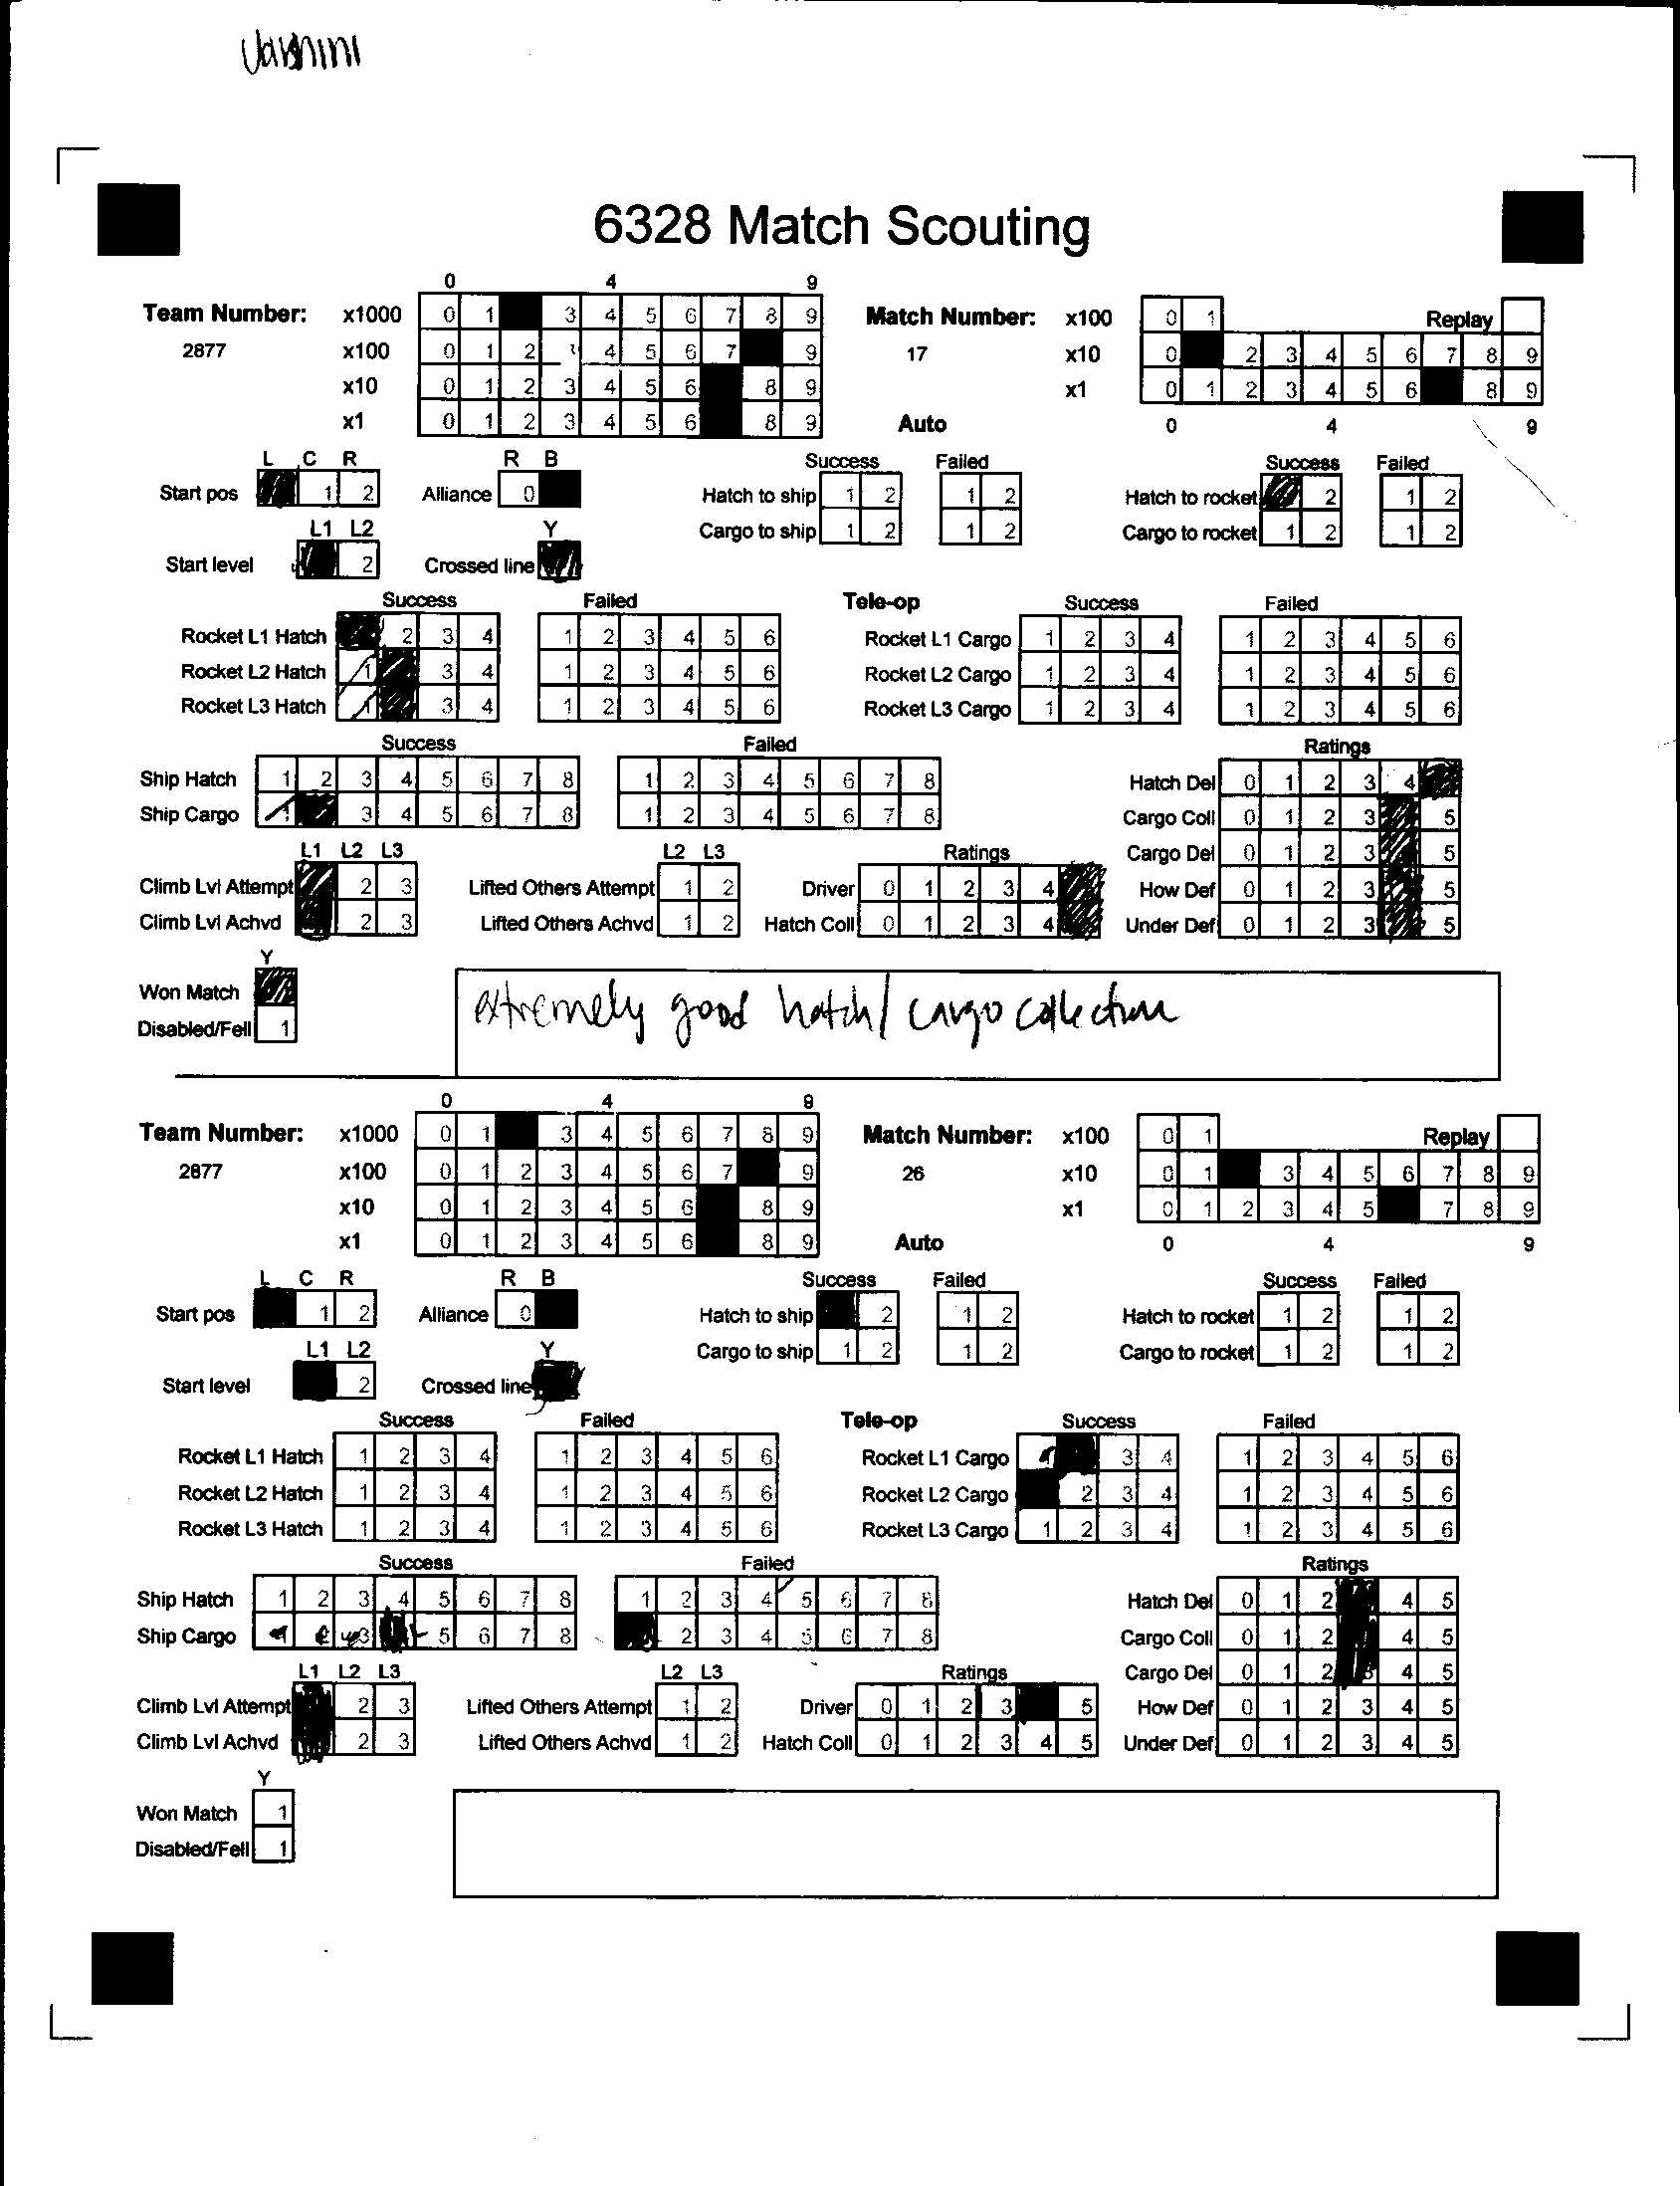 Varshini
6328 Match Scouting
0 4 9
Team Number: x1000 0 1 3 4 5 6 7 8 9 Match Number: x100 0 1 Replay
2877 x100 0 1 2 3 4 5 6 7 9 17 x10 0 2 3 4 5 6 7 8 9
x10 0 1 2 3 4 5 6 8 9 x1 0 1 2 3 4 5 6 8 9
x1 0 1 2 3 4 5 6 8 9 Auto 0 4 9
L C R R B Success Failed Success Failed
Start pos 1 2 Alliance 0 Hatch to ship 1 2 1 2 Hatch to rocket 2 1 2
L1 L2 Y Cargo to ship 1 2 1 2 Cargo to rocket 1 2 1 2
Start level 2 Crossed line
Success Failed Tele-op Success Failed
Rocket L1 Hatch 2 3 4 1 2 3 4 5 6 Rocket L1 Cargo 1 2 3 4 1 2 3 4 5 6
Rocket L2 Hatch 1 3 4 1 2 3 4 5 6 Rocket L2 Cargo 1 2 3 4 1 2 3 4 5 6
Rocket L3 Hatch 1 3 4 1 2 3 4 5 6 Rocket L3 Cargo 1 2 3 4 1 2 3 4 5 6
Success Failed Ratings
Ship Hatch 1 2 3 4 5 6 7 8 1 2 3 4 5 6 7 8 Hatch Del 0 1 2 3 4
Ship Cargo 1 3 4 5 6 7 8 1 2 3 4 5 6 7 8 Cargo Coll 0 1 2 3 5
L1 L2 L3 L2 L3 Ratings Cargo Del 0 1 2 3 5
Climb Lvl Attempt 2 3 Lifted Others Attempt 1 2 Driver 0 1 2 3 4 How Def 0 1 2 3 5
Climb Lvl Achvd 2 3 Lifted Others Achvd 1 2 Hatch Coll 0 1 2 3 4 Under Def 0 1 2 3 5
Y
Won Match
Disabled/Fell 1
extremely good hatch/ cargo collection
0 4 9
Team Number: x1000 0 1 3 4 5 6 7 8 9 Match Number: x100 0 1 Replay
2877 x100 0 1 2 3 4 5 6 7 9 26 x10 0 1 3 4 5 6 7 8 9
x10 0 1 2 3 4 5 6 8 9 x1 0 1 2 3 4 5 7 8 9
x1 0 1 2 3 4 5 6 8 9 Auto 0 4 9
L C R R B Success Failed Success Failed
Start pos 1 2 Alliance 0 Hatch to ship 2 1 2 Hatch to rocket 1 2 1 2
L1 L2 Y Cargo to ship 1 2 1 2 Cargo to rocket 1 2 1 2
Start level 2 Crossed line
Success Failed Tele-op Success Failed
Rocket L1 Hatch 1 2 3 4 1 2 3 4 5 6 Rocket L1 Cargo 3 4 1 2 3 4 5 6
Rocket L2 Hatch 1 2 3 4 1 2 3 4 5 6 Rocket L2 Cargo 2 3 4 1 2 3 4 5 6
Rocket L3 Hatch 1 2 3 4 1 2 3 4 5 6 Rocket L3 Cargo 1 2 3 4 1 2 3 4 5 6
Success Failed Ratings
Ship Hatch 1 2 3 4 5 6 7 8 1 2 3 4 5 6 7 8 Hatch Del 0 1 2 4 5
Ship Cargo 3 5 6 7 8 2 3 4 5 6 7 8 Cargo Coll 0 1 2 4 5
L1 L2 L3 L2 L3 Ratings Cargo Del 0 1 2 4 5
Climb Lvl Attempt 2 3 Lifted Others Attempt 1 2 Driver 0 1 2 3 5 How Def 0 1 2 3 4 5
Climb Lvl Achvd 2 3 Lifted Others Achvd 1 2 Hatch Coll 0 1 2 3 4 5 Under Def 0 1 2 3 4 5
Y
Won Match 1
Disabled/Fell 1